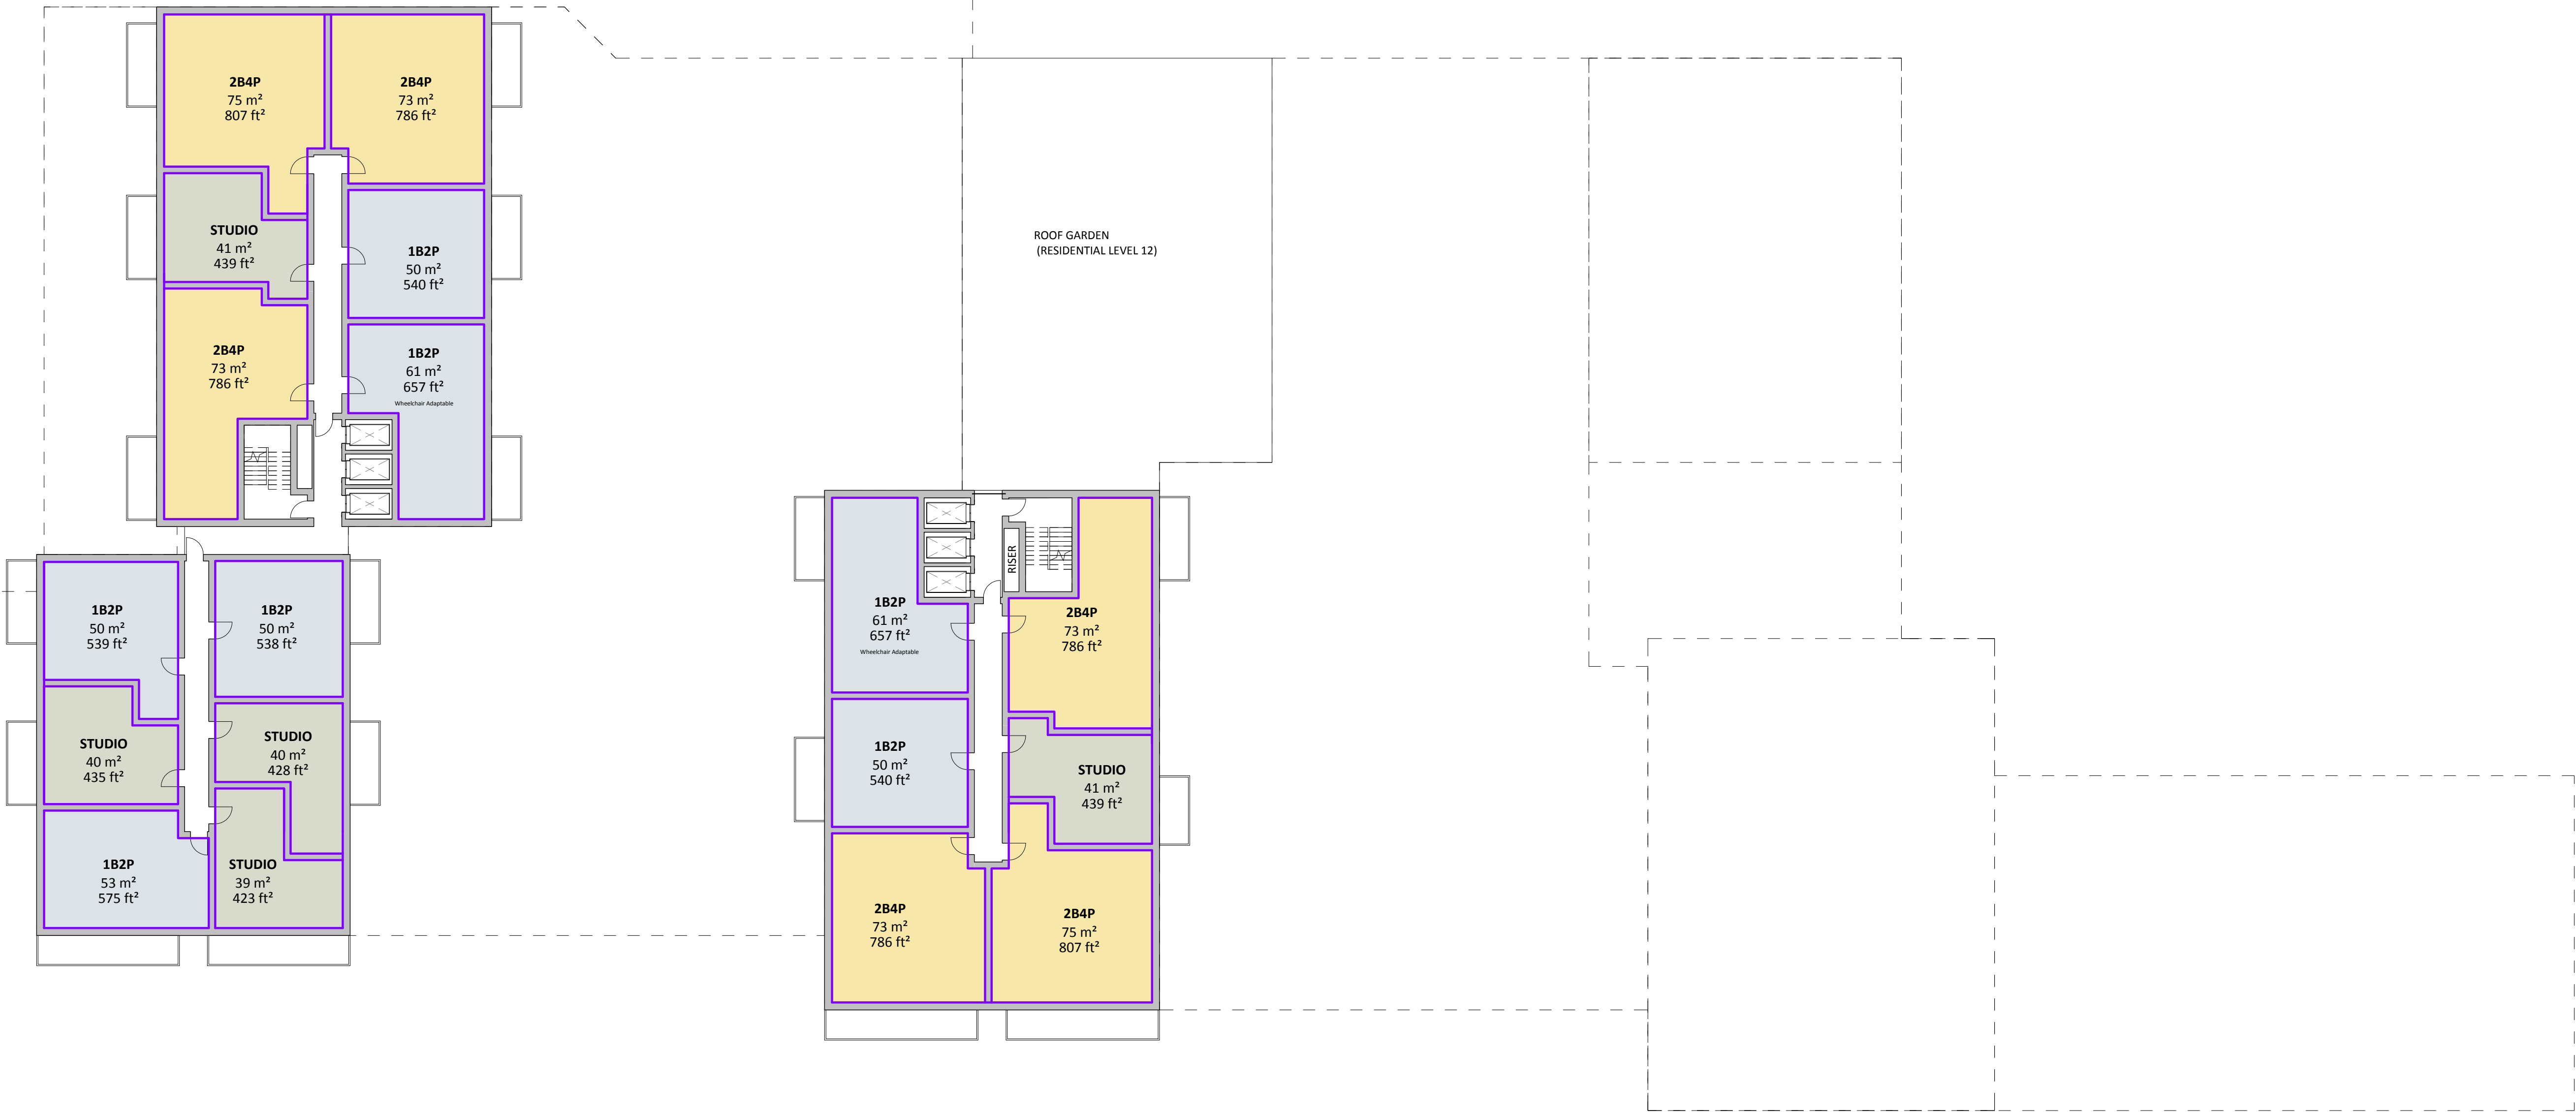 2B4P
75 m²
807 ft²
2B4P
73 m²
786 ft²
STUDIO
41 m²
439 ft²
1B2P
50 m²
540 ft²
2B4P
73 m²
786 ft²
1B2P
61 m²
657 ft²
Wheelchair Adaptable
1B2P
50 m²
539 ft²
1B2P
50 m²
538 ft²
STUDIO
40 m²
435 ft²
STUDIO
40 m²
428 ft²
1B2P
53 m²
575 ft²
STUDIO
39 m²
423 ft²
ROOF GARDEN
(RESIDENTIAL LEVEL 12)
RISER
1B2P
61 m²
657 ft²
Wheelchair Adaptable
2B4P
73 m²
786 ft²
1B2P
50 m²
540 ft²
STUDIO
41 m²
439 ft²
2B4P
73 m²
786 ft²
2B4P
75 m²
807 ft²